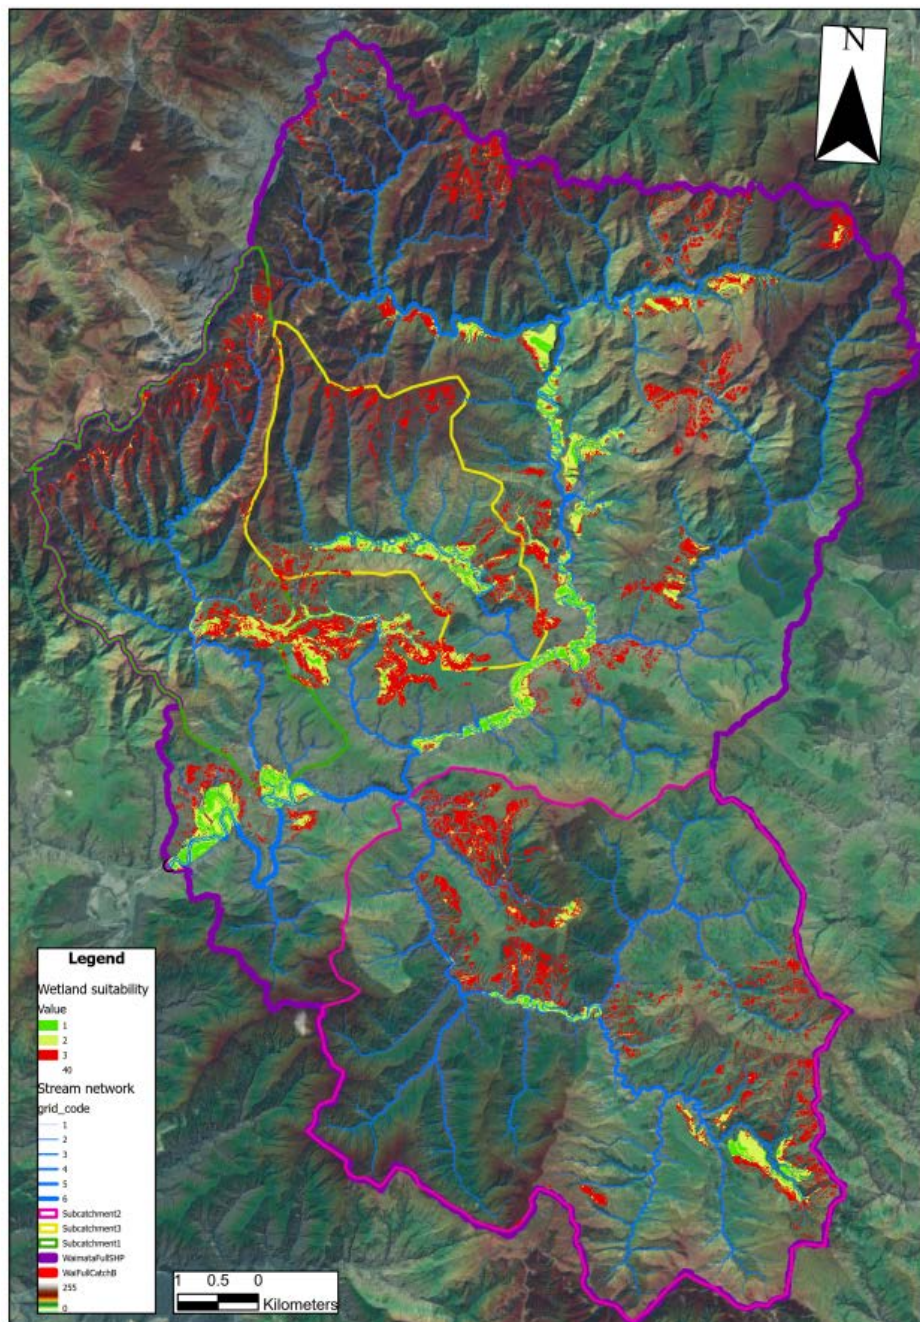 N
Legend
Wetland suitability
Value
1
2
3
40
Stream network
grid_code
1
2
3
4
5
6
Subcatchment2
Subcatchment3
Subcatchment1
WaimataFullSHP
WaiFullCatchB
255
0
1 0.5 0
Kilometers